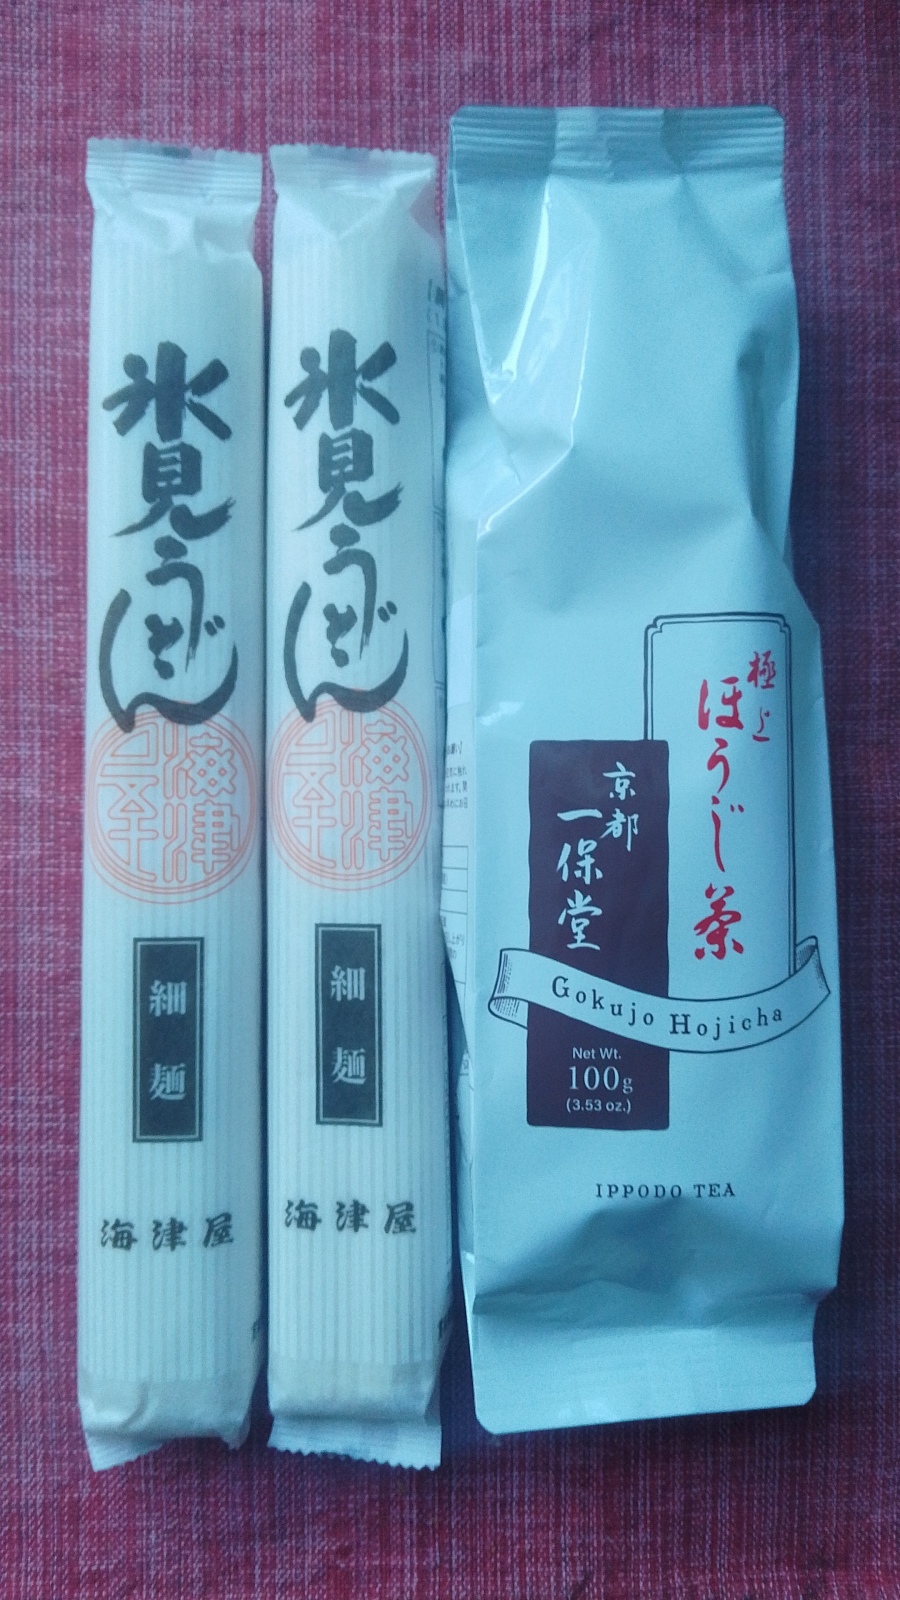 氷見うどん
海津屋
細麺
海津屋
氷見うどん
海津屋
細麺
海津屋
極上
ほうじ茶
京都
一保堂
Gokujo Hojicha
Net Wt.
100g
(3.53 oz.)
IPPODO TEA